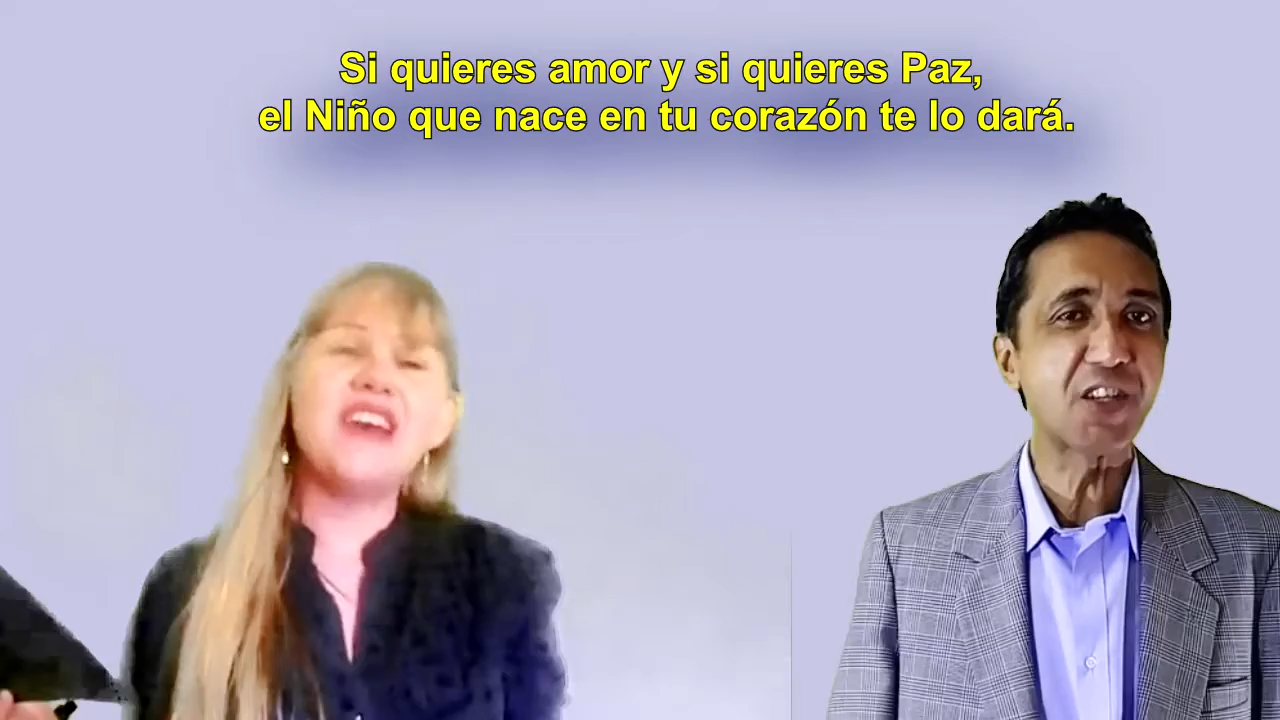 Si quieres amor y si quieres Paz,
el Niño que nace en tu corazón te lo dará.